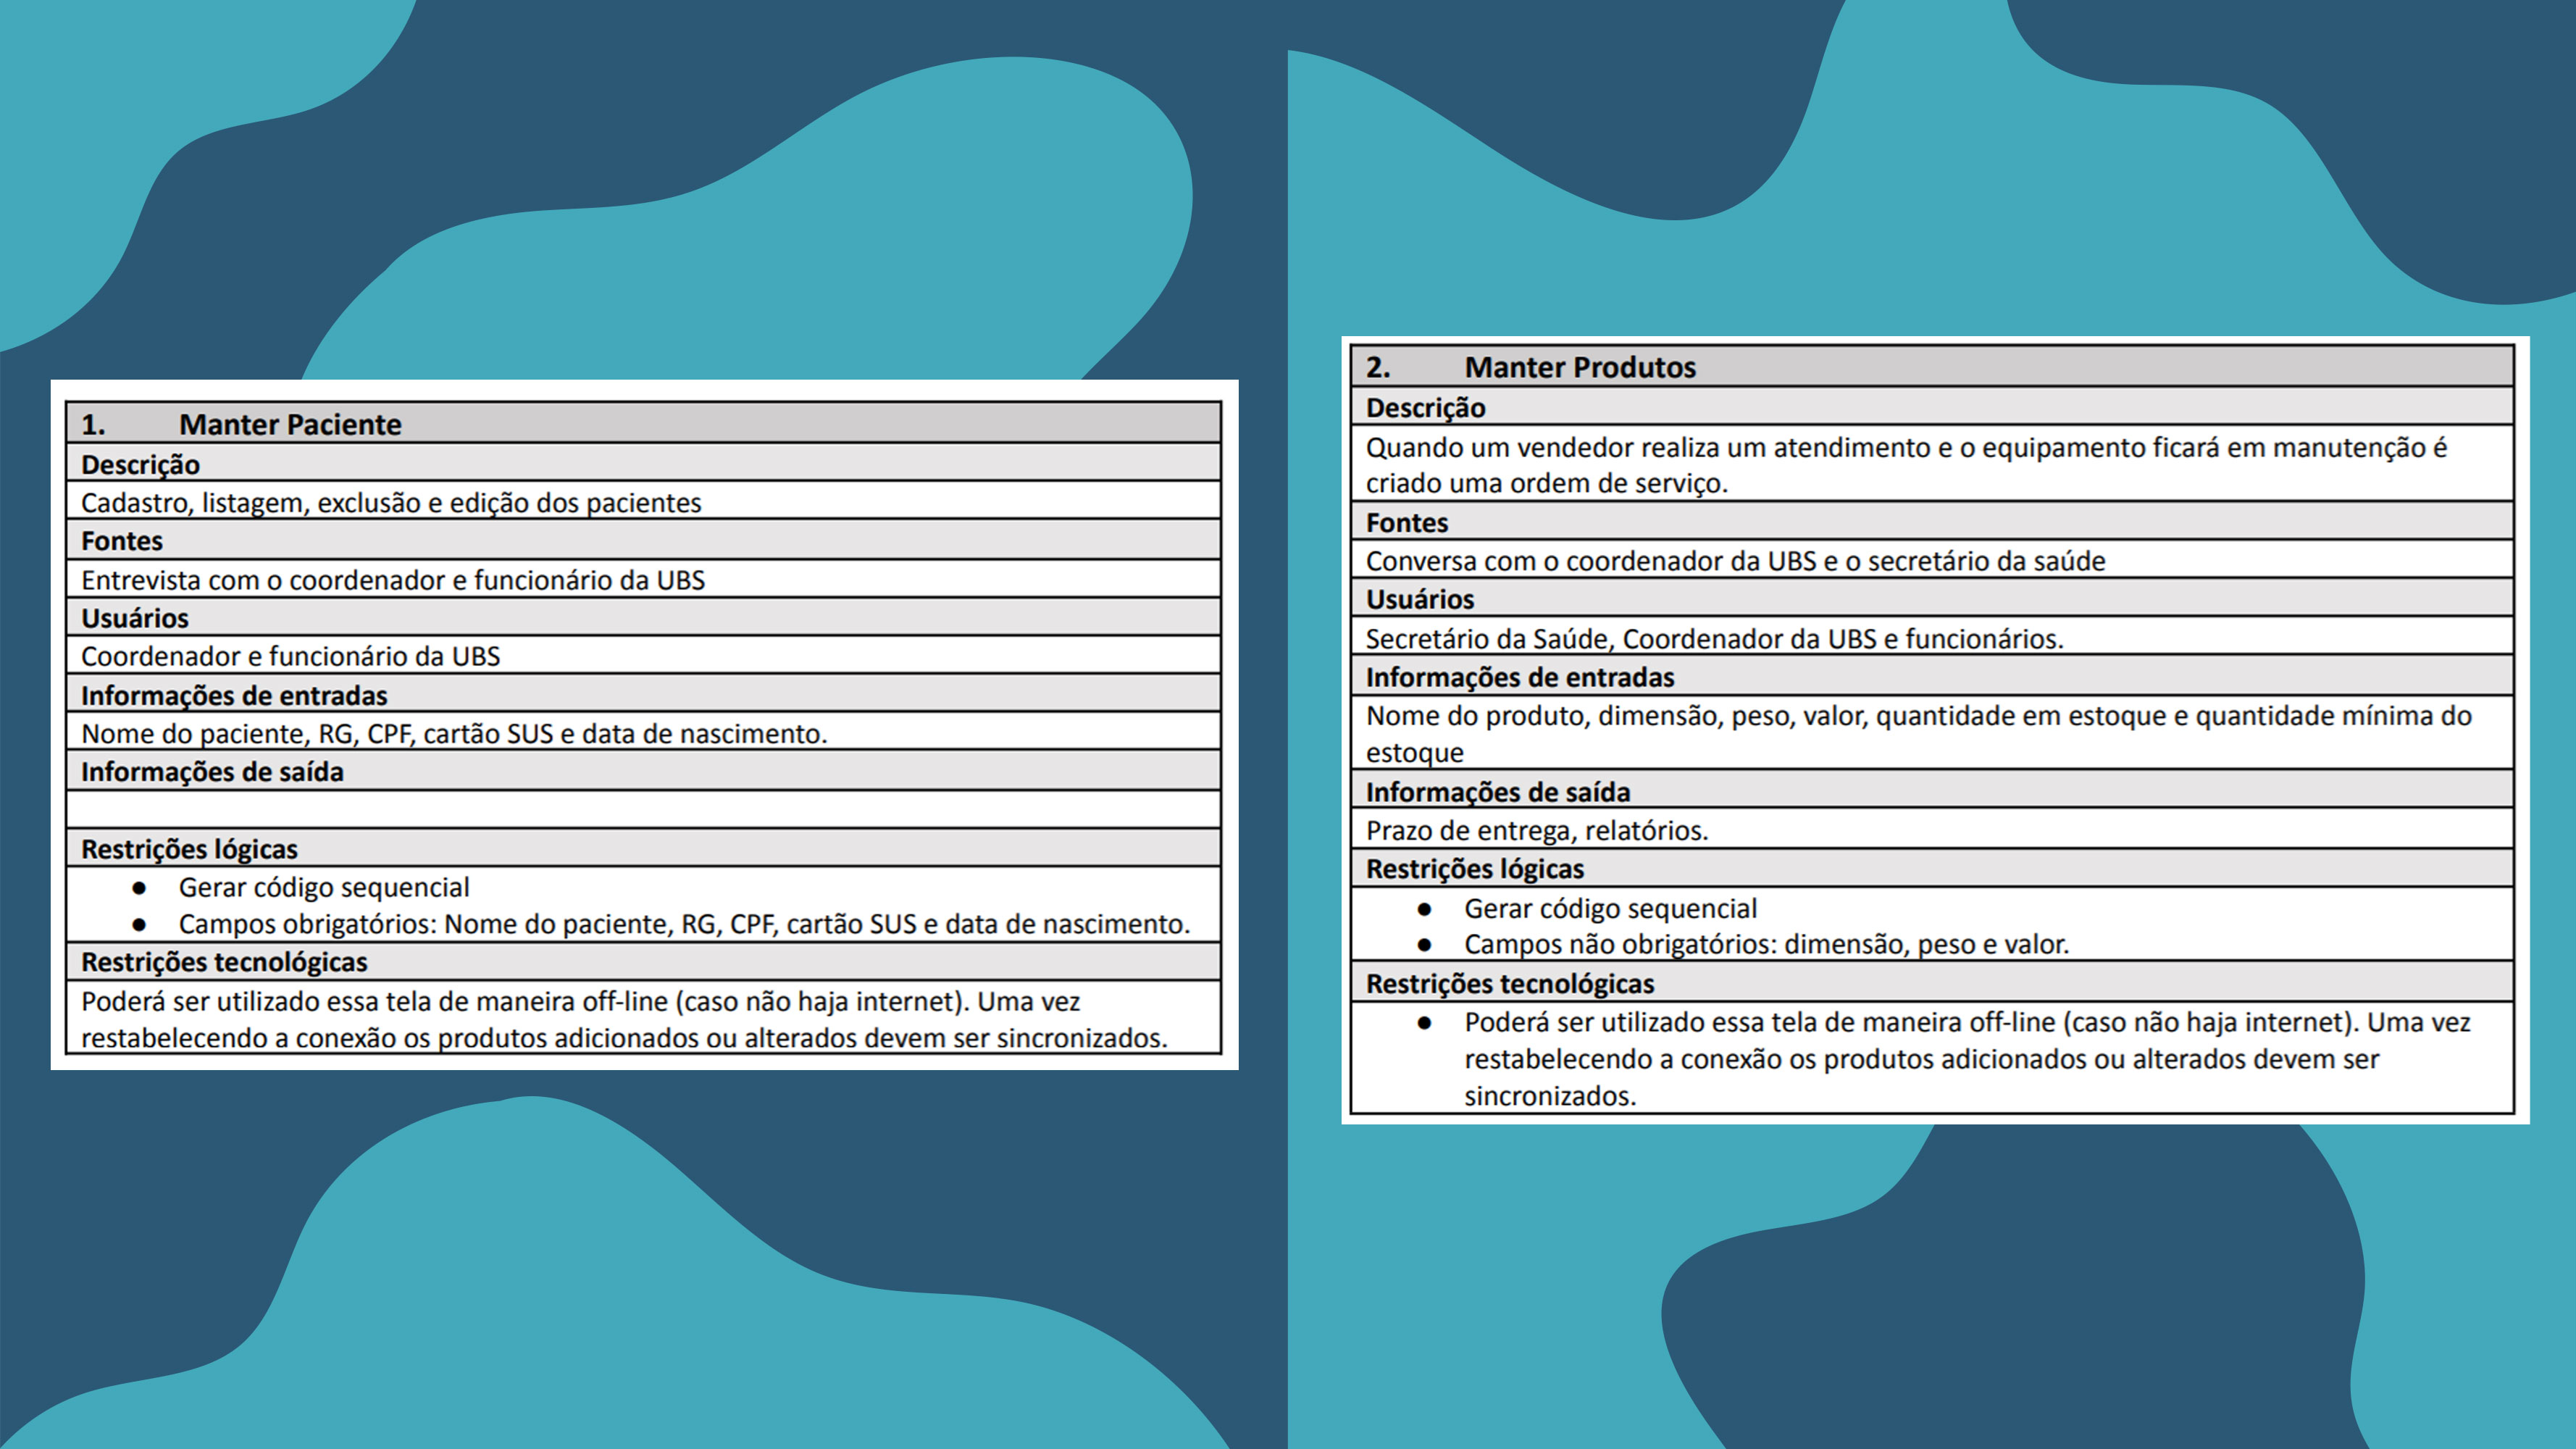 1. Manter Paciente
Descrição
Cadastro, listagem, exclusão e edição dos pacientes
Fontes
Entrevista com o coordenador e funcionário da UBS
Usuários
Coordenador e funcionário da UBS
Informações de entradas
Nome do paciente, RG, CPF, cartão SUS e data de nascimento.
Informações de saída
Restrições lógicas
● Gerar código sequencial
● Campos obrigatórios: Nome do paciente, RG, CPF, cartão SUS e data de nascimento.
Restrições tecnológicas
Poderá ser utilizado essa tela de maneira off-line (caso não haja internet). Uma vez
restabelecendo a conexão os produtos adicionados ou alterados devem ser sincronizados.
2. Manter Produtos
Descrição
Quando um vendedor realiza um atendimento e o equipamento ficará em manutenção é
criado uma ordem de serviço.
Fontes
Conversa com o coordenador da UBS e o secretário da saúde
Usuários
Secretário da Saúde, Coordenador da UBS e funcionários.
Informações de entradas
Nome do produto, dimensão, peso, valor, quantidade em estoque e quantidade mínima do
estoque
Informações de saída
Prazo de entrega, relatórios.
Restrições lógicas
● Gerar código sequencial
● Campos não obrigatórios: dimensão, peso e valor.
Restrições tecnológicas
● Poderá ser utilizado essa tela de maneira off-line (caso não haja internet). Uma vez
restabelecendo a conexão os produtos adicionados ou alterados devem ser
sincronizados.